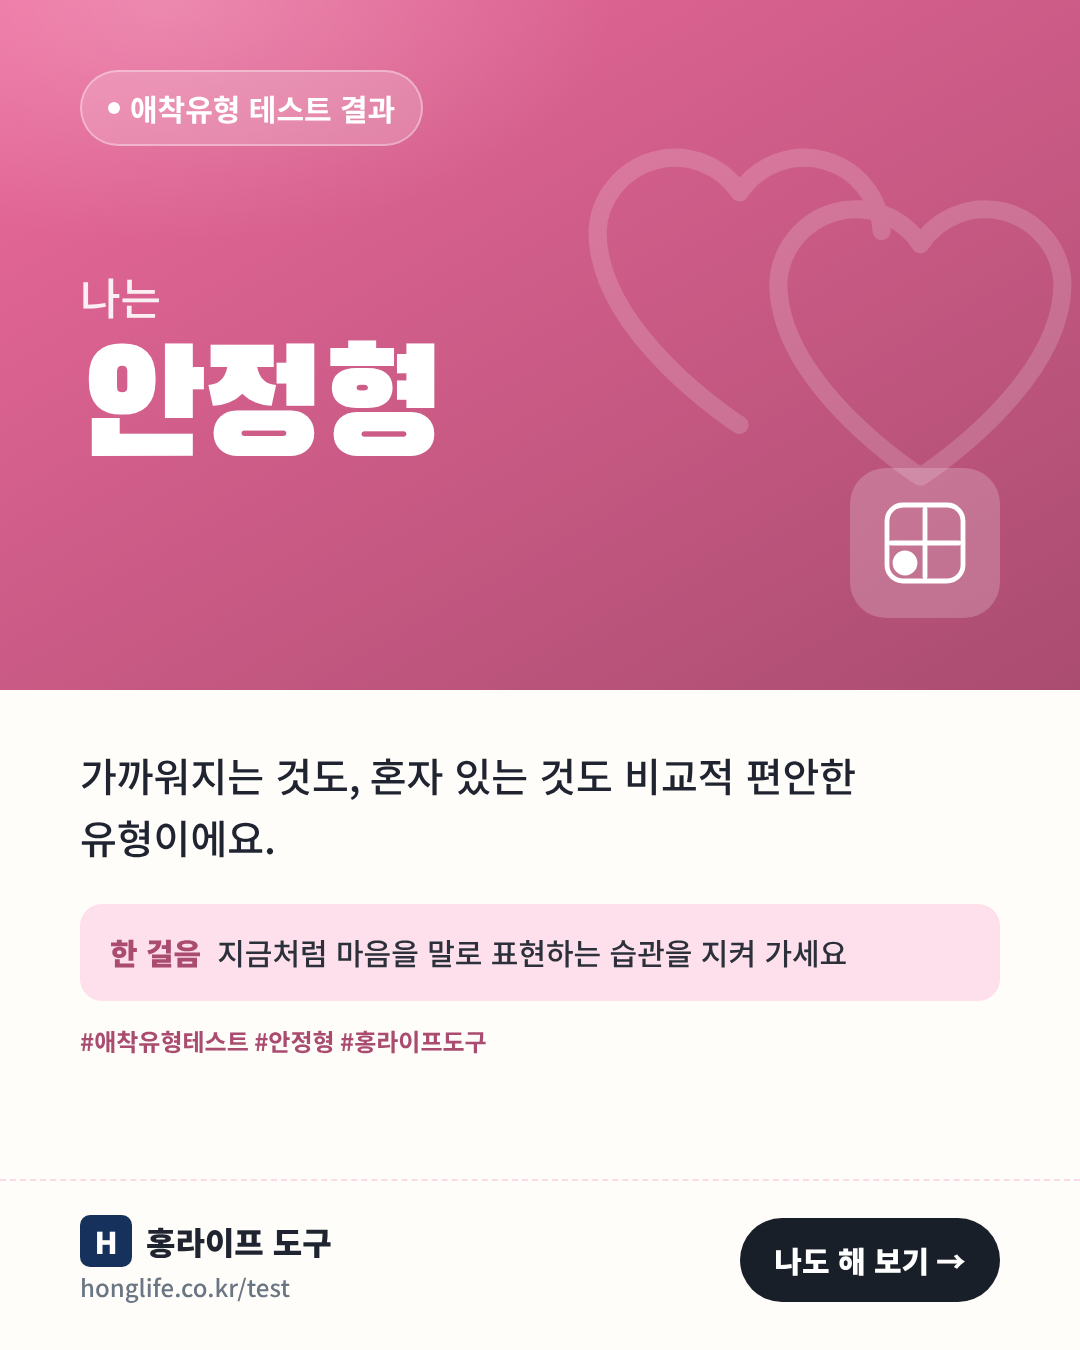 애착유형 테스트 결과
나는
안정형
가까워지는 것도, 혼자 있는 것도 비교적 편안한
유형이에요.
한 걸음 지금처럼 마음을 말로 표현하는 습관을 지켜 가세요
#애착유형테스트 #안정형 #홍라이프도구
H 홍라이프 도구
honglife.co.kr/test
나도 해 보기 →